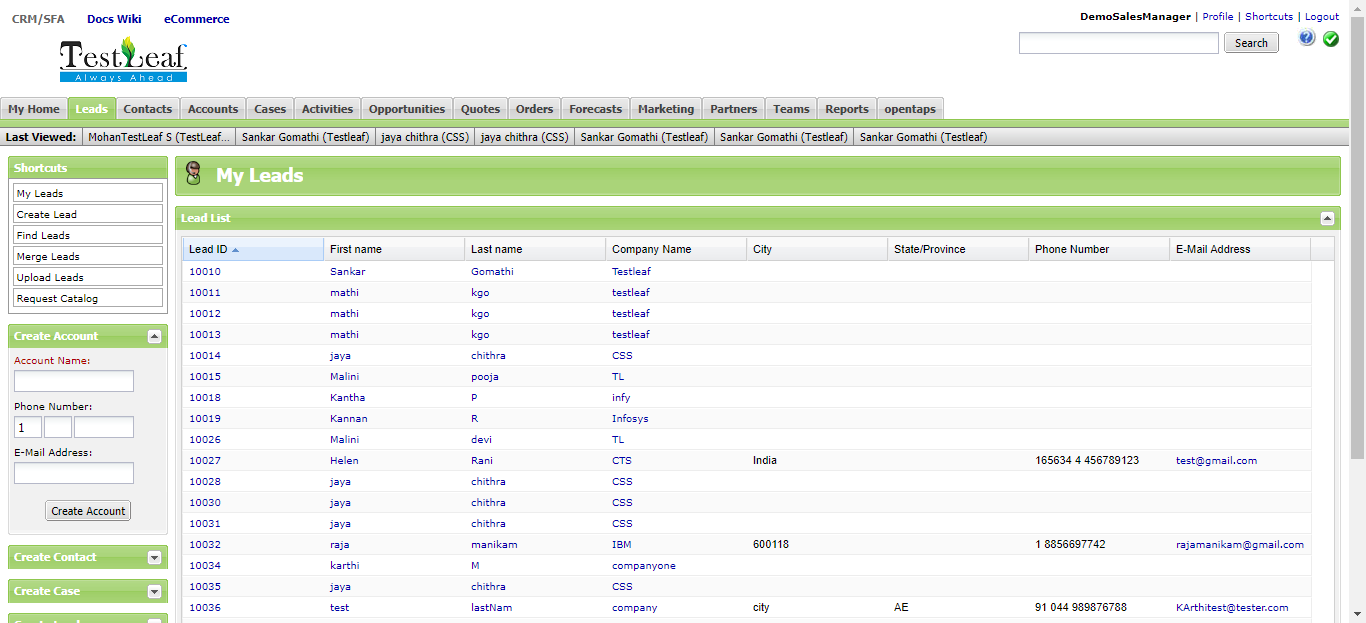 CRM/SFA Docs Wiki eCommerce
DemoSalesManager | Profile | Shortcuts | Logout
TestLeaf
Always Ahead
Search
My Home Leads Contacts Accounts Cases Activities Opportunities Quotes Orders Forecasts Marketing Partners Teams Reports opentaps
Last Viewed: MohanTestLeaf S (TestLeaf... Sankar Gomathi (Testleaf) jaya chithra (CSS) jaya chithra (CSS) Sankar Gomathi (Testleaf) Sankar Gomathi (Testleaf) Sankar Gomathi (Testleaf)
Shortcuts
My Leads
Create Lead
Find Leads
Merge Leads
Upload Leads
Request Catalog
Create Account
Account Name:
Phone Number:
1
E-Mail Address:
Create Account
Create Contact
Create Case
My Leads
Lead List
Lead ID First name Last name Company Name City State/Province Phone Number E-Mail Address
10010 Sankar Gomathi Testleaf
10011 mathi kgo testleaf
10012 mathi kgo testleaf
10013 mathi kgo testleaf
10014 jaya chithra CSS
10015 Malini pooja TL
10018 Kantha P infy
10019 Kannan R Infosys
10026 Malini devi TL
10027 Helen Rani CTS India 165634 4 456789123 test@gmail.com
10028 jaya chithra CSS
10030 jaya chithra CSS
10031 jaya chithra CSS
10032 raja manikam IBM 600118 1 8856697742 rajamanikam@gmail.com
10034 karthi M companyone
10035 jaya chithra CSS
10036 test lastNam company city AE 91 044 989876788 KArthitest@tester.com